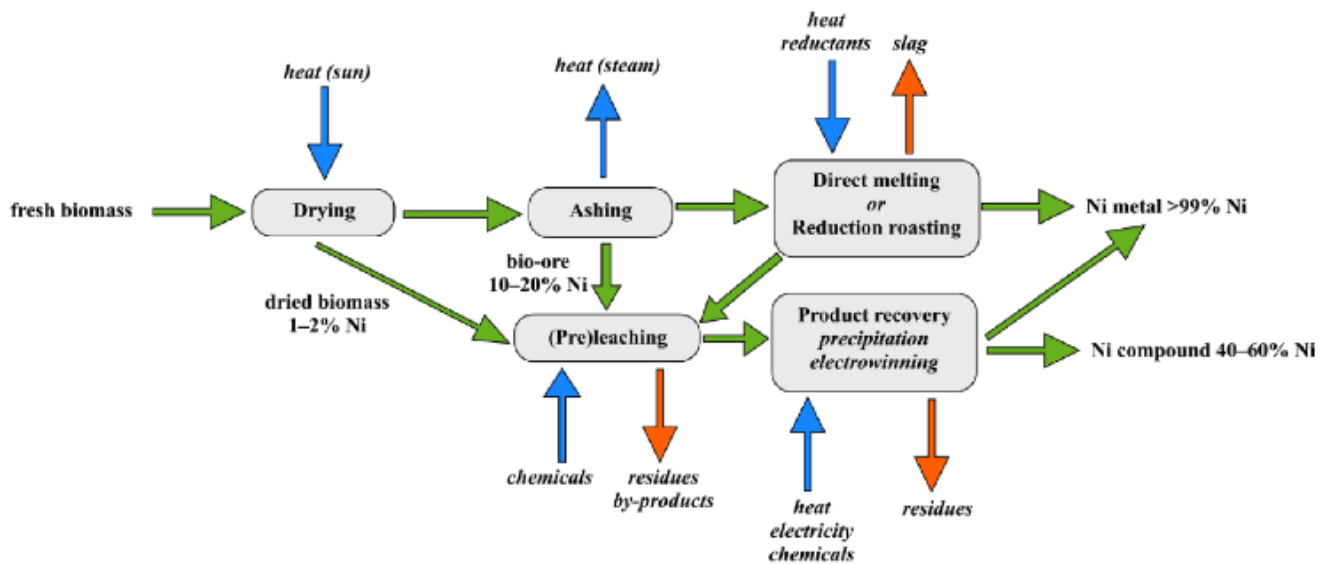 heat
reductants
slag
heat (sun)
heat (steam)
fresh biomass
Drying
Ashing
Direct melting
or
Reduction roasting
Ni metal >99% Ni
bio-ore
10–20% Ni
dried biomass
1–2% Ni
(Pre)leaching
Product recovery
precipitation
electrowinning
Ni compound 40–60% Ni
chemicals
residues
by-products
heat
electricity
chemicals
residues